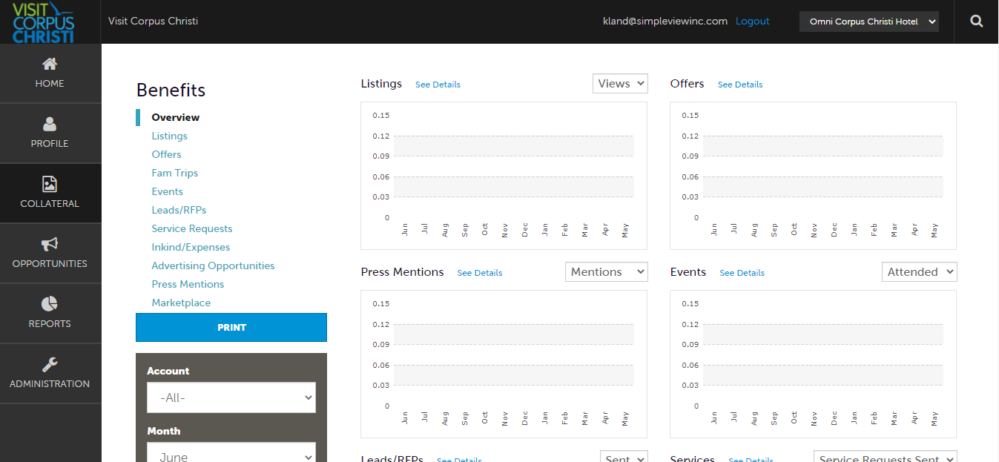 VISIT
CORPUS
CHRISTI
Visit Corpus Christi
kland@simpleviewinc.com Logout
Omni Corpus Christi Hotel
HOME
PROFILE
COLLATERAL
OPPORTUNITIES
REPORTS
ADMINISTRATION
Benefits
Overview
Listings
Offers
Fam Trips
Events
Leads/RFPs
Service Requests
Inkind/Expenses
Advertising Opportunities
Press Mentions
Marketplace
PRINT
Account
-All-
Month
June
Listings See Details Views
0.15
0.12
0.09
0.06
0.03
0
Jun Jul Aug Sep Oct Nov Dec Jan Feb Mar Apr May
Offers See Details
0.15
0.12
0.09
0.06
0.03
0
Jun Jul Aug Sep Oct Nov Dec Jan Feb Mar Apr May
Press Mentions See Details Mentions
0.15
0.12
0.09
0.06
0.03
0
Jun Jul Aug Sep Oct Nov Dec Jan Feb Mar Apr May
Events See Details Attended
0.15
0.12
0.09
0.06
0.03
0
Jun Jul Aug Sep Oct Nov Dec Jan Feb Mar Apr May
Leads/RFPs See Details Sent
Services See Details Service Requests Sent